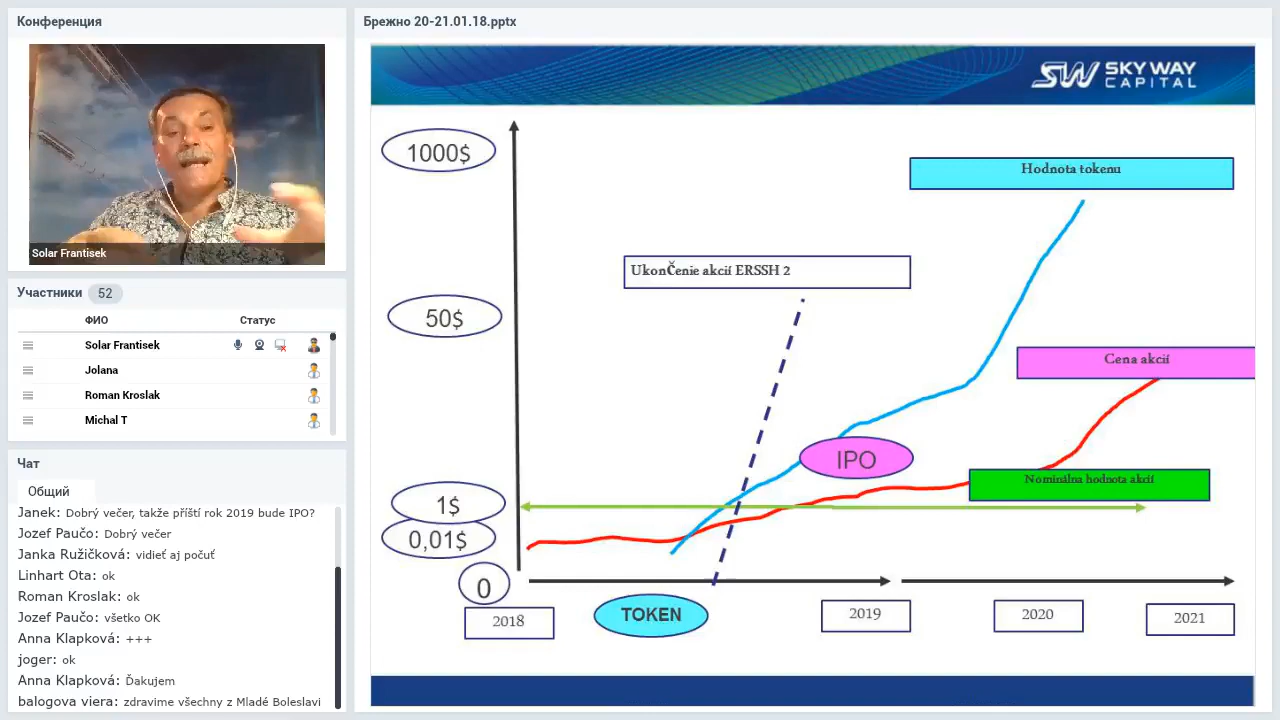 Конференция
Solar Frantisek
Участники 52
ФИО Статус
Solar Frantisek
Jolana
Roman Kroslak
Michal T
Чат
Общий
Janek: Dobrý večer, takže příští rok 2019 bude IPO?
Jozef Paučo: Dobrý večer
Janka Ružičková: vidieť aj počuť
Linhart Ota: ok
Roman Kroslak: ok
Jozef Paučo: všetko OK
Anna Klapková: +++
joger: ok
Anna Klapková: Ďakujem
balogova viera: zdravime všechny z Mladé Boleslavi
Брежно 20-21.01.18.pptx
SW SKY WAY
CAPITAL
1000$
Hodnota tokenu
UkonČenie akcií ERSSH 2
50$
Cena akcií
IPO
Nominálna hodnota akcií
1$
0,01$
0
TOKEN
2018
2019
2020
2021